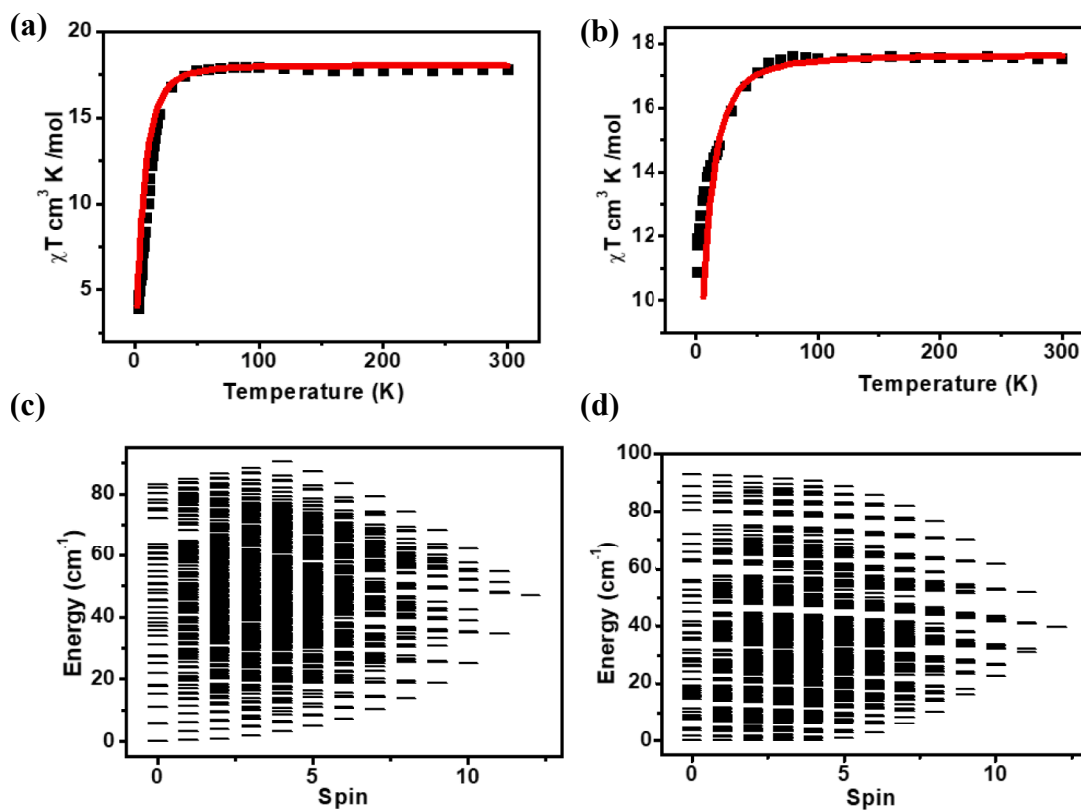 (a)
20
15
10
5
χT cm³ K /mol
0 100 200 300
Temperature (K)
(b)
18
16
14
12
10
χT cm³ K /mol
0 100 200 300
Temperature (K)
(c)
80
60
40
20
0
Energy (cm⁻¹)
0 5 10
Spin
(d)
100
80
60
40
20
0
Energy (cm⁻¹)
0 5 10
Spin